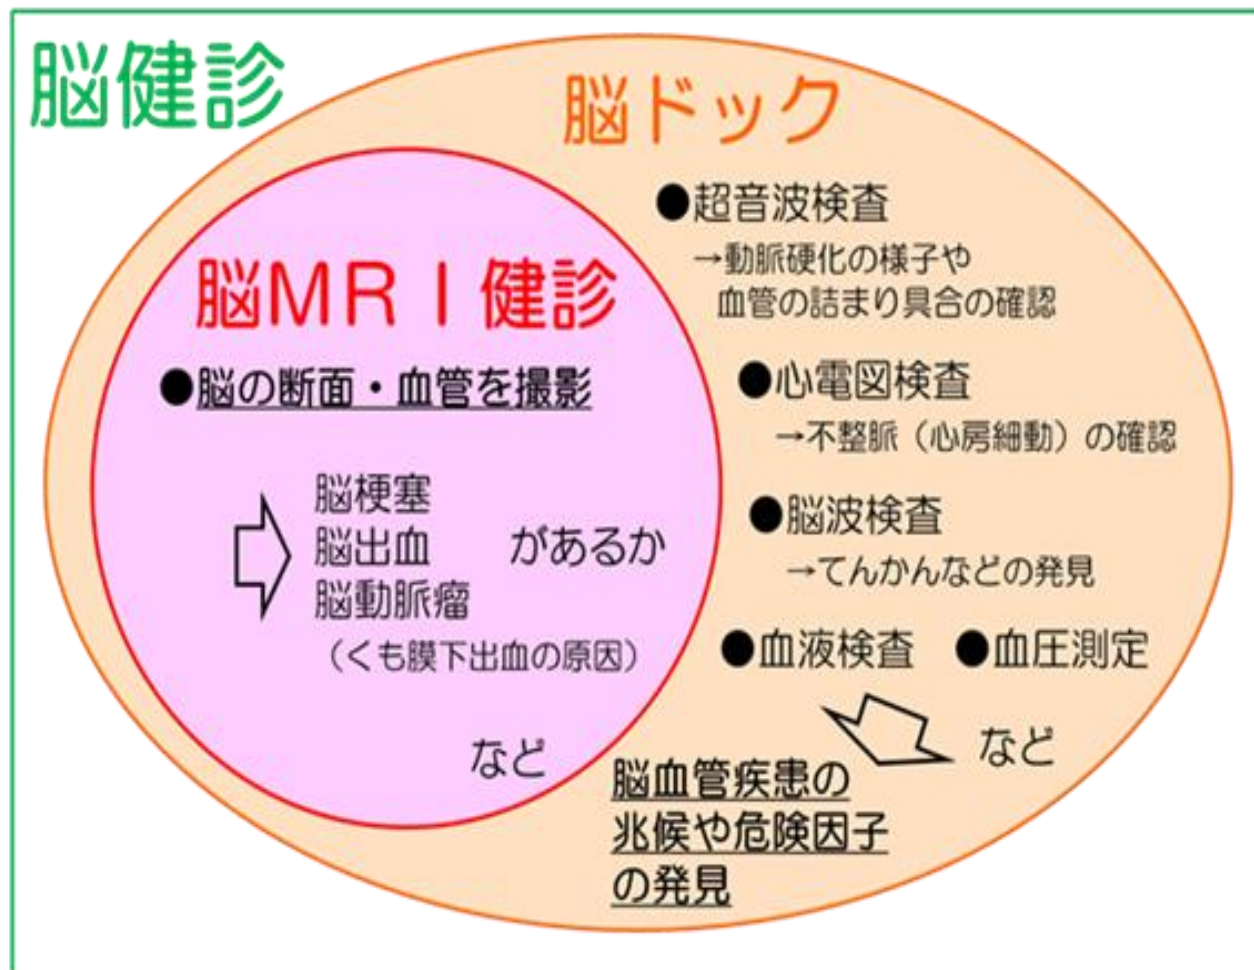 脳健診
脳ドック
●超音波検査
→動脈硬化の様子や
血管の詰まり具合の確認
●心電図検査
→不整脈（心房細動）の確認
●脳波検査
→てんかんなどの発見
●血液検査　●血圧測定
など
脳血管疾患の
兆候や危険因子
の発見
脳ＭＲＩ健診
●脳の断面・血管を撮影
脳梗塞
脳出血　があるか
脳動脈瘤
（くも膜下出血の原因）
など